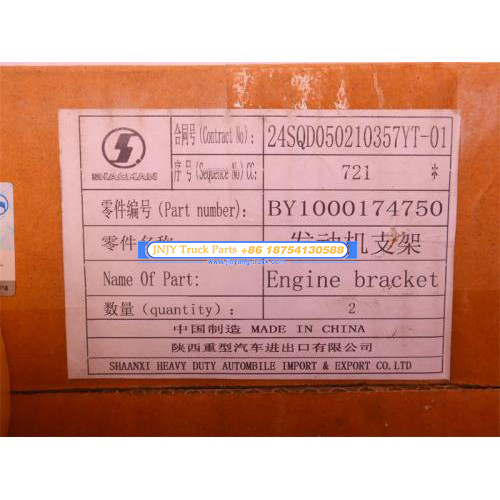 合同号(Contract No): 24SQD050210357YT-01
SHACMAN
序 号(Sequence No)CC: 721 *
零件编号 (Part number): BY1000174750
零件名称 发动机支架
JNJY Truck Parts +86 18754130588
Name Of Part: Engine bracket
数量 (quantity): 2
中国制造 MADE IN CHINA
陕西重型汽车进出口有限公司
SHAANXI HEAVY DUTY AUTOMBILE IMPORT & EXPORT CO.LTD